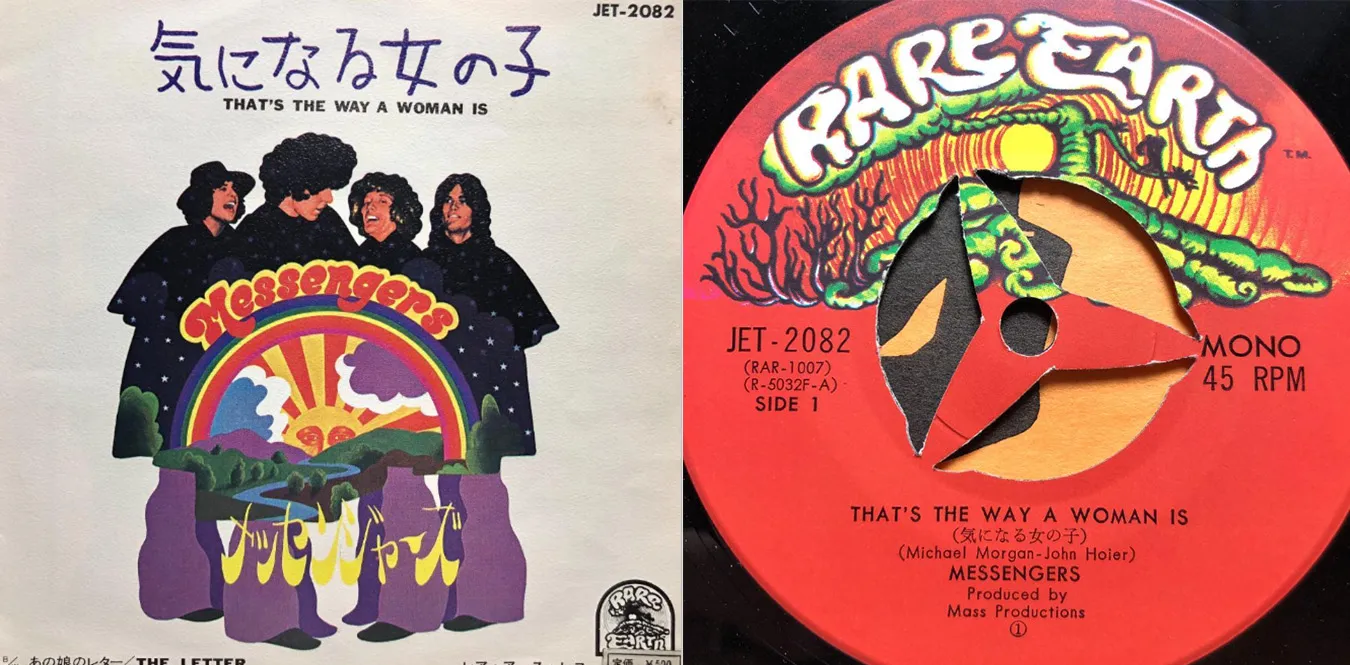 JET-2082
気になる女の子
THAT'S THE WAY A WOMAN IS
Messengers
メッセンジャーズ
RARE
EARTH
B/ あの娘のレター/THE LETTER
定価 ¥500
RARE EARTH
T.M.
JET-2082
(RAR-1007)
(R-5032F-A)
SIDE 1
MONO
45 RPM
THAT'S THE WAY A WOMAN IS
(気になる女の子)
(Michael Morgan-John Hoier)
MESSENGERS
Produced by
Mass Productions
①